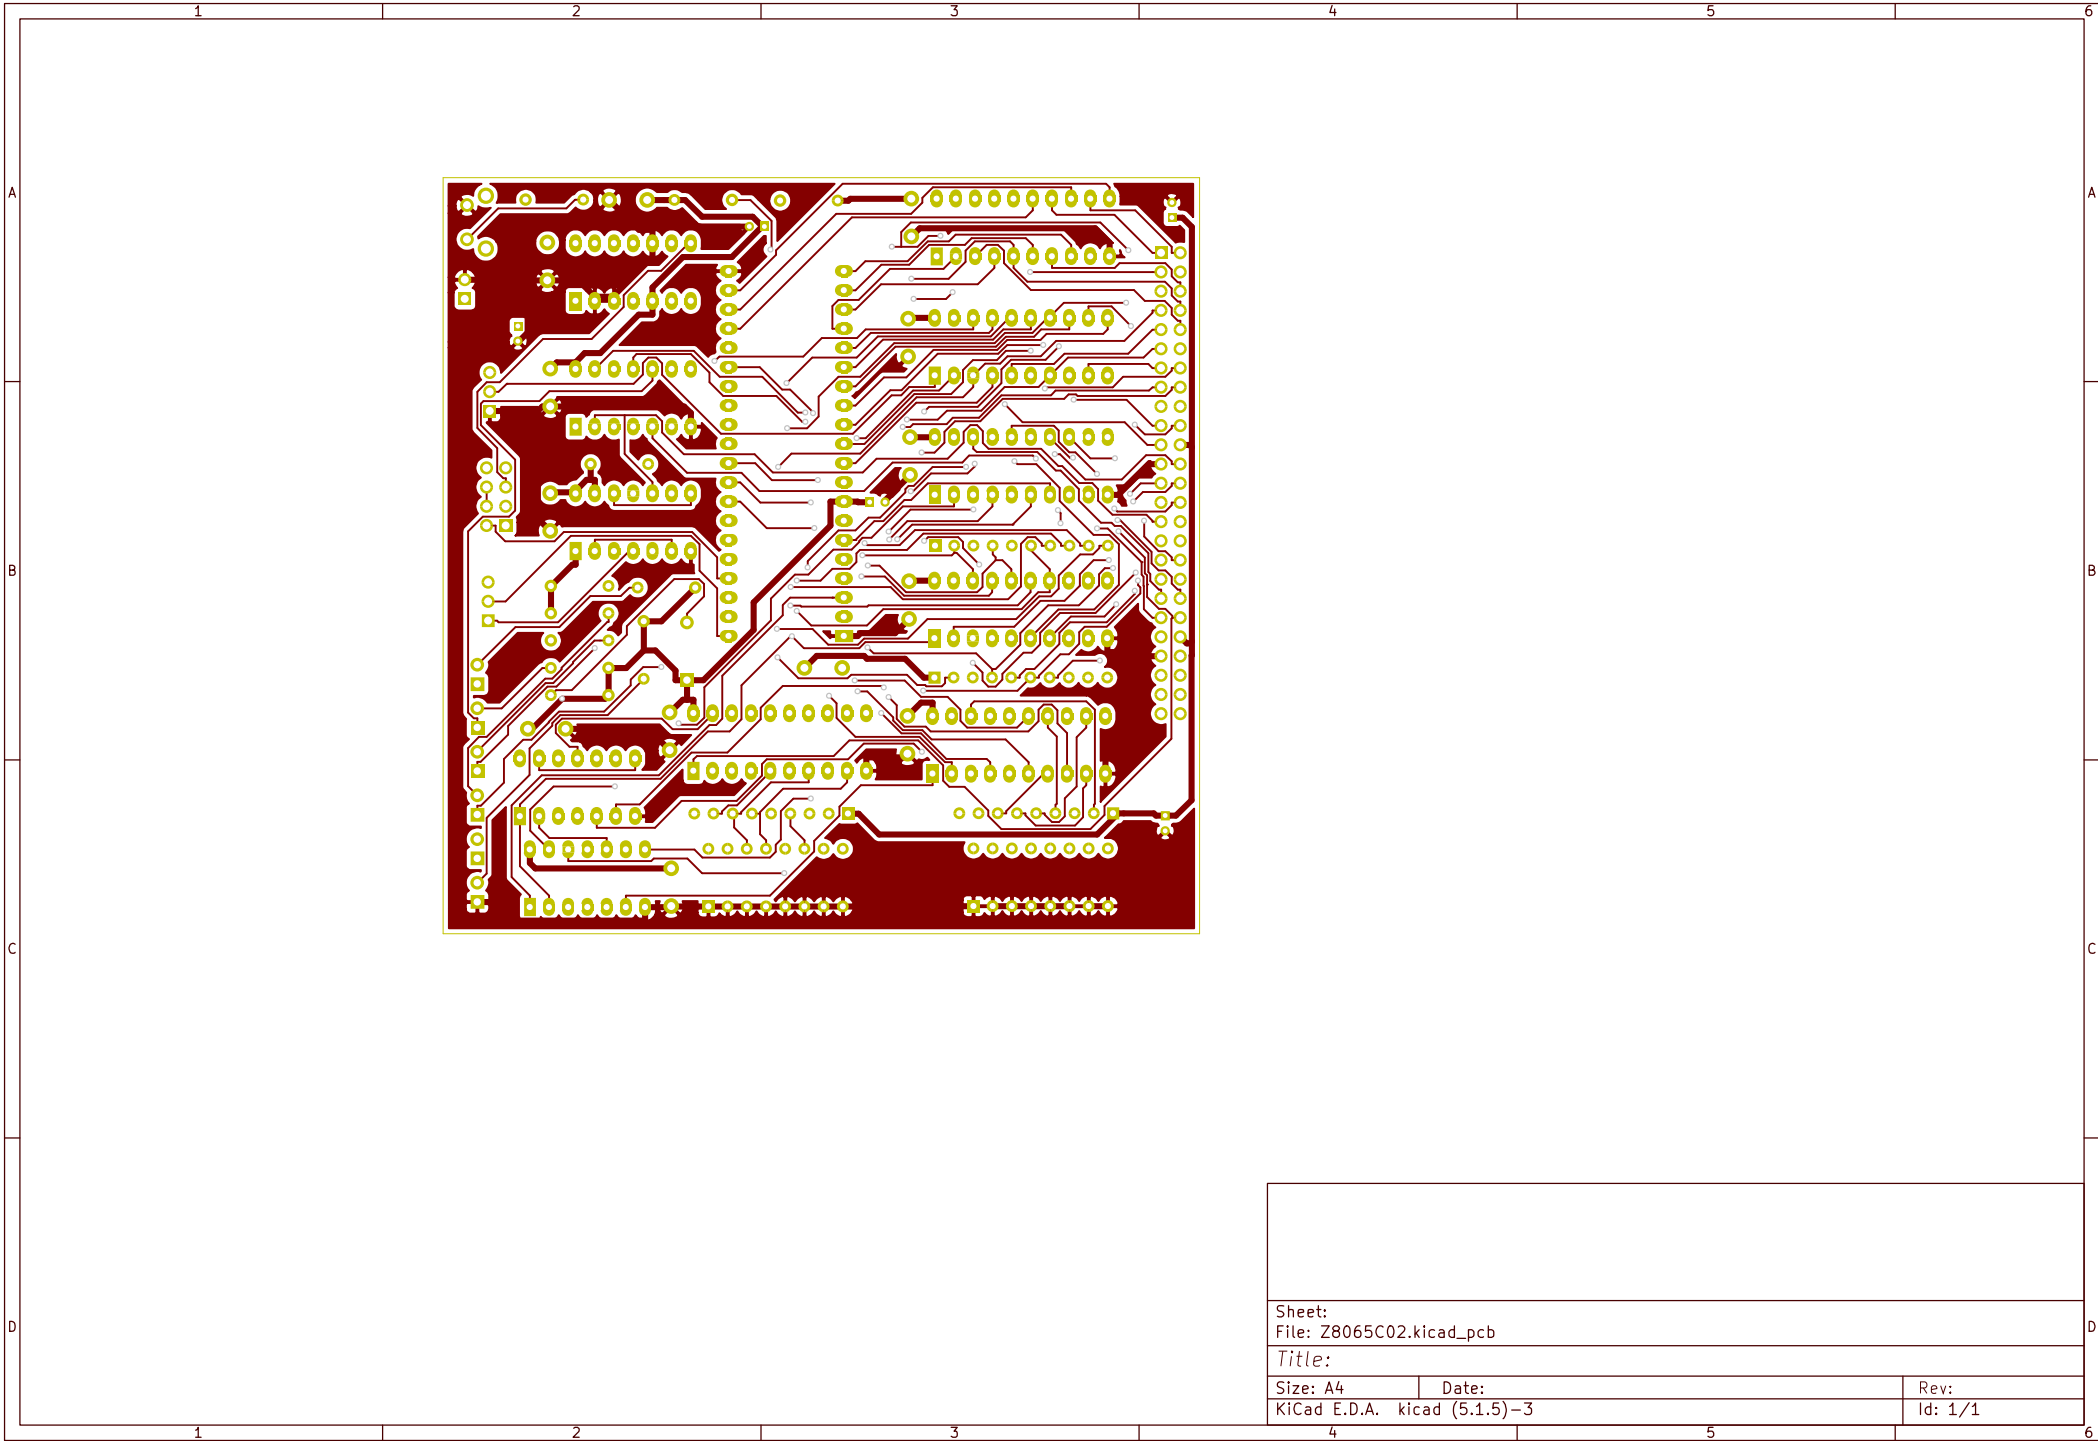 1 2 3 4 5 6
A A
B B
C C
D D
Sheet:
File: Z8065C02.kicad_pcb
Title:
Size: A4 Date: Rev:
KiCad E.D.A. kicad (5.1.5)-3 Id: 1/1
1 2 3 4 5 6